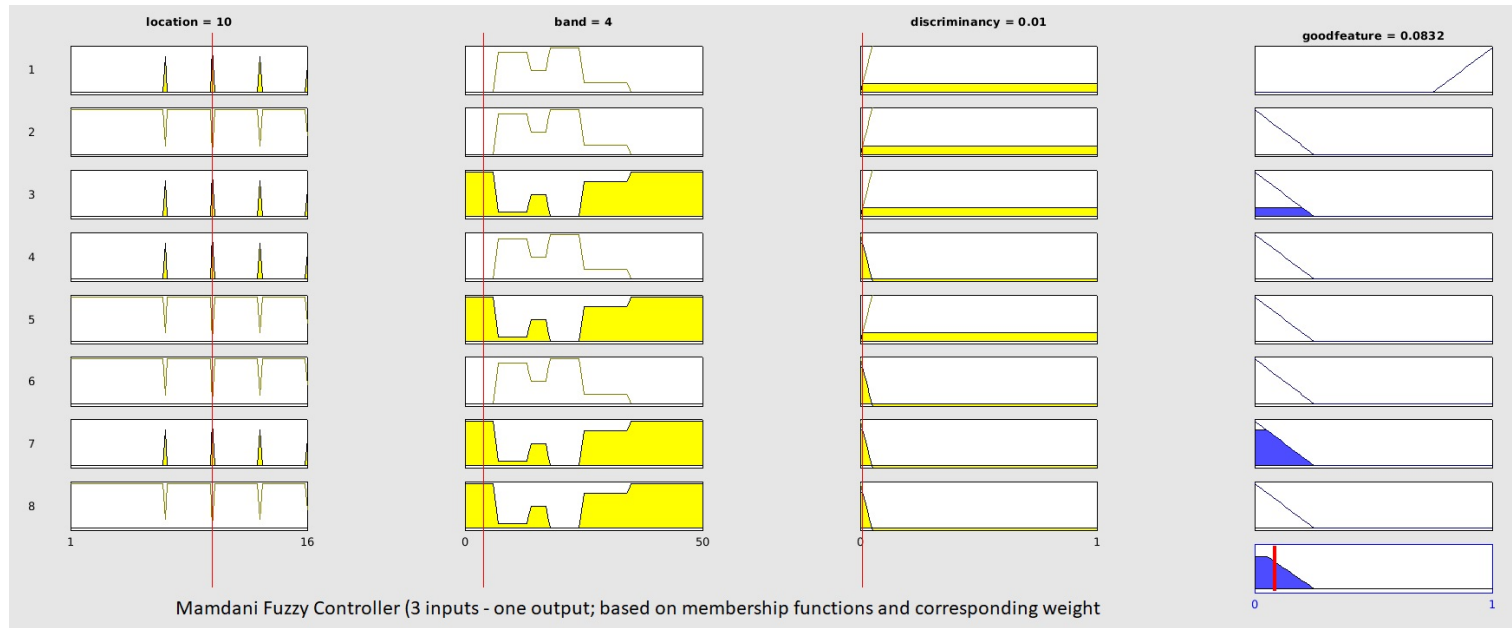 location = 10
band = 4
discriminancy = 0.01
goodfeature = 0.0832
1
2
3
4
5
6
7
8
1 16
0 50
0 1
0 1
Mamdani Fuzzy Controller (3 inputs - one output; based on membership functions and corresponding weight